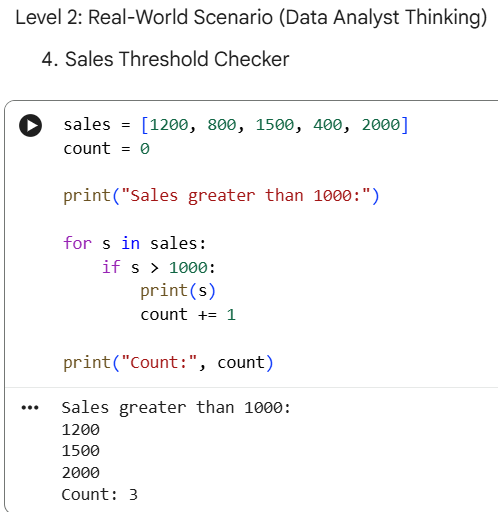 Level 2: Real-World Scenario (Data Analyst Thinking)
4. Sales Threshold Checker
sales = [1200, 800, 1500, 400, 2000]
count = 0
print("Sales greater than 1000:")
for s in sales:
    if s > 1000:
        print(s)
        count += 1
print("Count:", count)
Sales greater than 1000:
1200
1500
2000
Count: 3